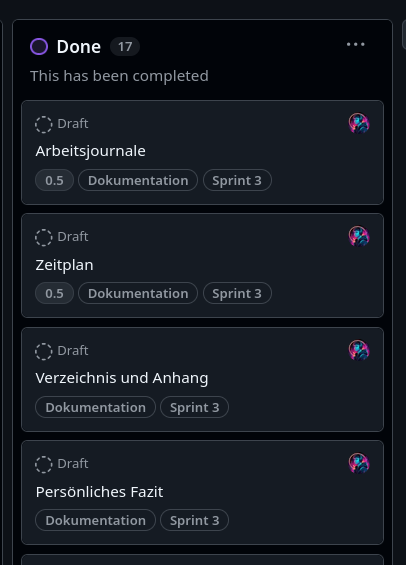 Done 17
This has been completed
Draft
Arbeitsjournale
0.5 Dokumentation Sprint 3
Draft
Zeitplan
0.5 Dokumentation Sprint 3
Draft
Verzeichnis und Anhang
Dokumentation Sprint 3
Draft
Persönliches Fazit
Dokumentation Sprint 3